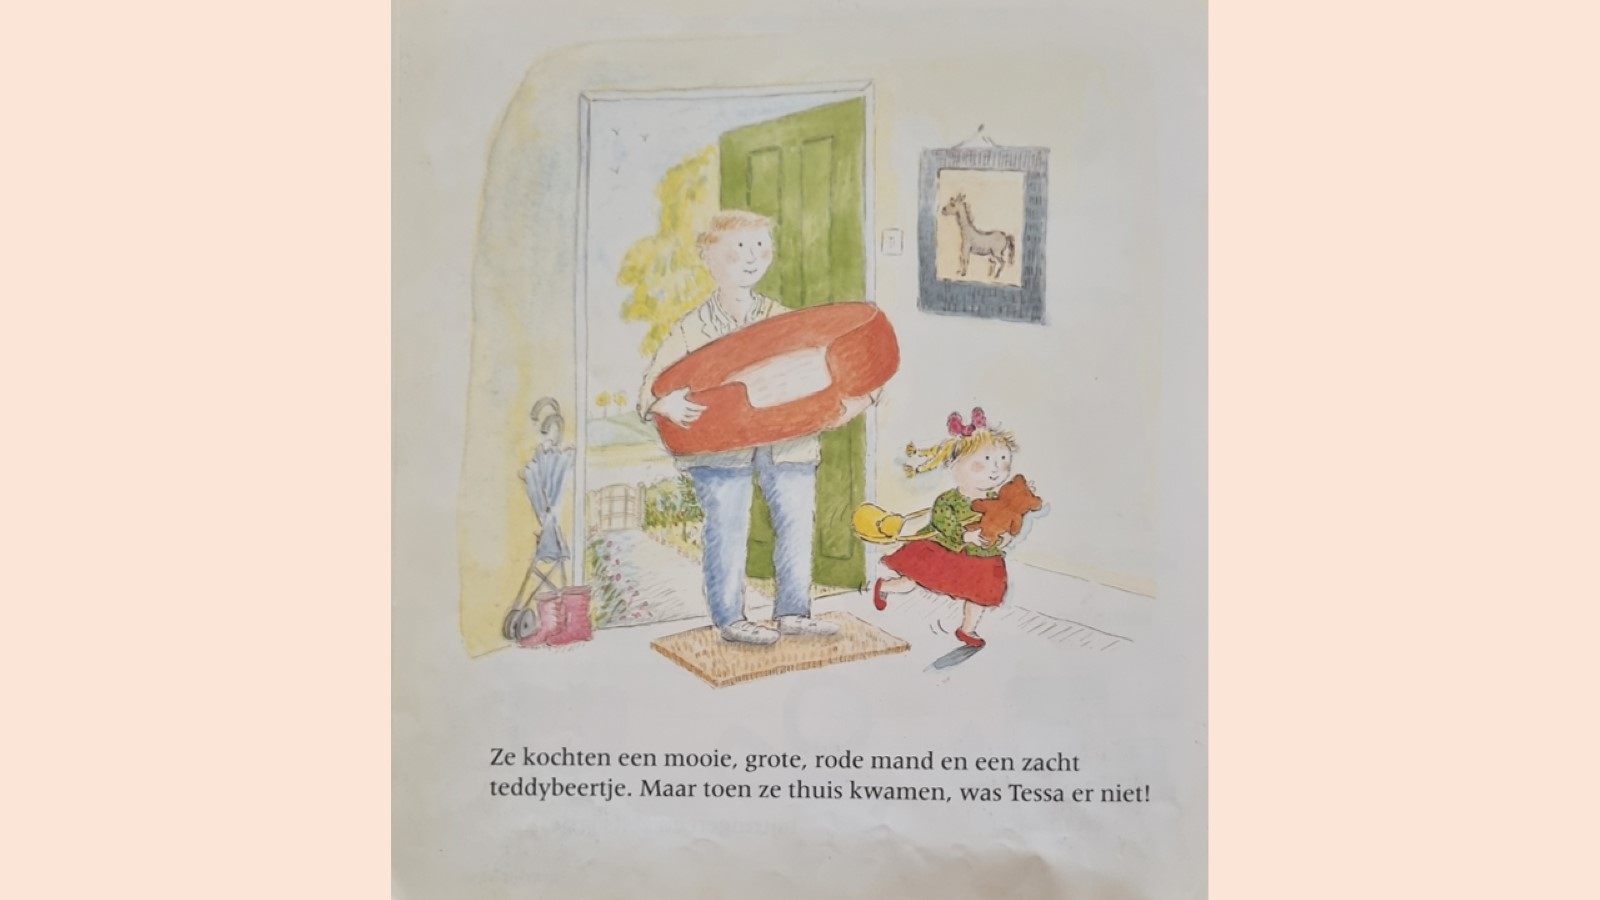 Ze kochten een mooie, grote, rode mand en een zacht
teddybeertje. Maar toen ze thuis kwamen, was Tessa er niet!